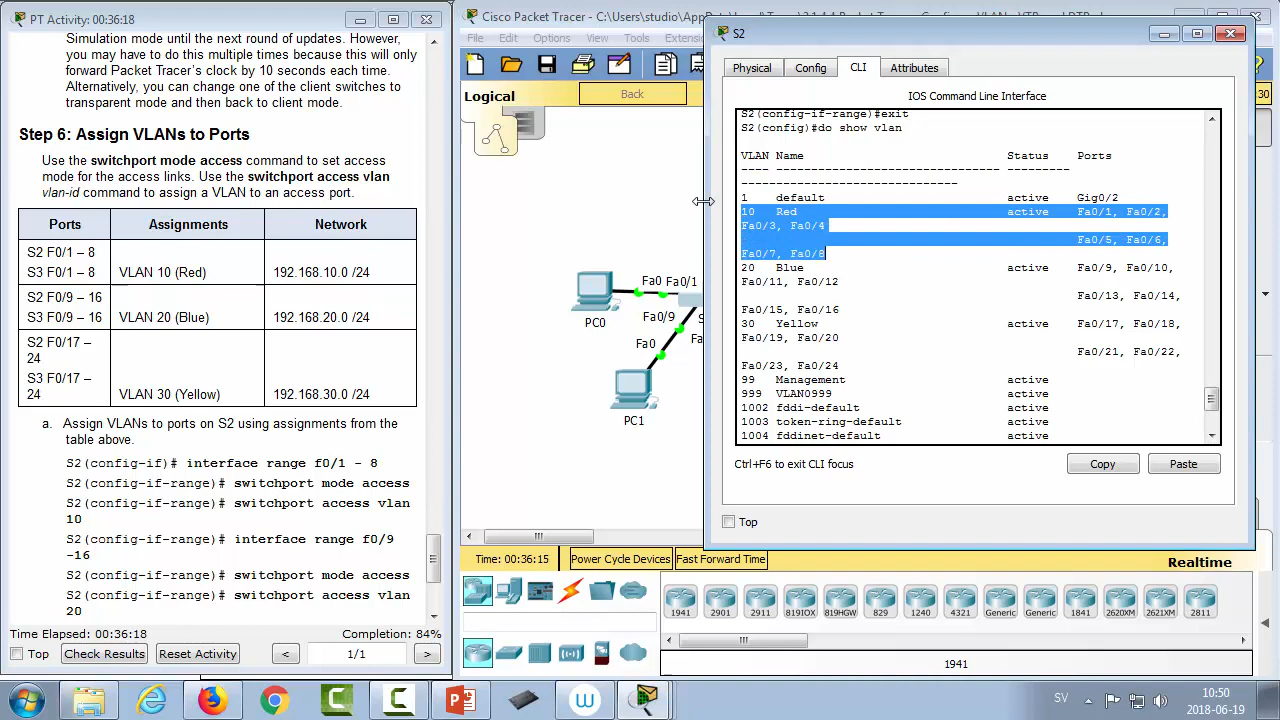 PT Activity: 00:36:18
Simulation mode until the next round of updates. However,
you may have to do this multiple times because this will only
forward Packet Tracer's clock by 10 seconds each time.
Alternatively, you can change one of the client switches to
transparent mode and then back to client mode.
Step 6: Assign VLANs to Ports
Use the switchport mode access command to set access
mode for the access links. Use the switchport access vlan
vlan-id command to assign a VLAN to an access port.
Ports Assignments Network
S2 F0/1 – 8
S3 F0/1 – 8 VLAN 10 (Red) 192.168.10.0 /24
S2 F0/9 – 16
S3 F0/9 – 16 VLAN 20 (Blue) 192.168.20.0 /24
S2 F0/17 –
24
S3 F0/17 –
24 VLAN 30 (Yellow) 192.168.30.0 /24
a. Assign VLANs to ports on S2 using assignments from the
table above.
S2(config-if)# interface range f0/1 - 8
S2(config-if-range)# switchport mode access
S2(config-if-range)# switchport access vlan
10
S2(config-if-range)# interface range f0/9
-16
S2(config-if-range)# switchport mode access
S2(config-if-range)# switchport access vlan
20
Time Elapsed: 00:36:18 Completion: 84%
Top Check Results Reset Activity < 1/1 >
Cisco Packet Tracer - C:\Users\studio\AppData
File Edit Options View Tools Extensi
Logical Back
30
PC0
Fa0 Fa0/1
Fa0/9
Fa0
PC1
Time: 00:36:15 Power Cycle Devices Fast Forward Time
Realtime
1941 2901 2911 819IOX 819HGW 829 1240 4321 Generic Generic 1841 2620XM 2621XM 2811
1941
S2
Physical Config CLI Attributes
IOS Command Line Interface
S2(config-if-range)#exit
S2(config)#do show vlan
VLAN Name Status Ports
---- -------------------------------- ---------
-------------------------------
1 default active Gig0/2
10 Red active Fa0/1, Fa0/2,
Fa0/3, Fa0/4
Fa0/5, Fa0/6,
Fa0/7, Fa0/8
20 Blue active Fa0/9, Fa0/10,
Fa0/11, Fa0/12
Fa0/13, Fa0/14,
Fa0/15, Fa0/16
30 Yellow active Fa0/17, Fa0/18,
Fa0/19, Fa0/20
Fa0/21, Fa0/22,
Fa0/23, Fa0/24
99 Management active
999 VLAN0999 active
1002 fddi-default active
1003 token-ring-default active
1004 fddinet-default active
Ctrl+F6 to exit CLI focus Copy Paste
Top
SV
10:50
2018-06-19